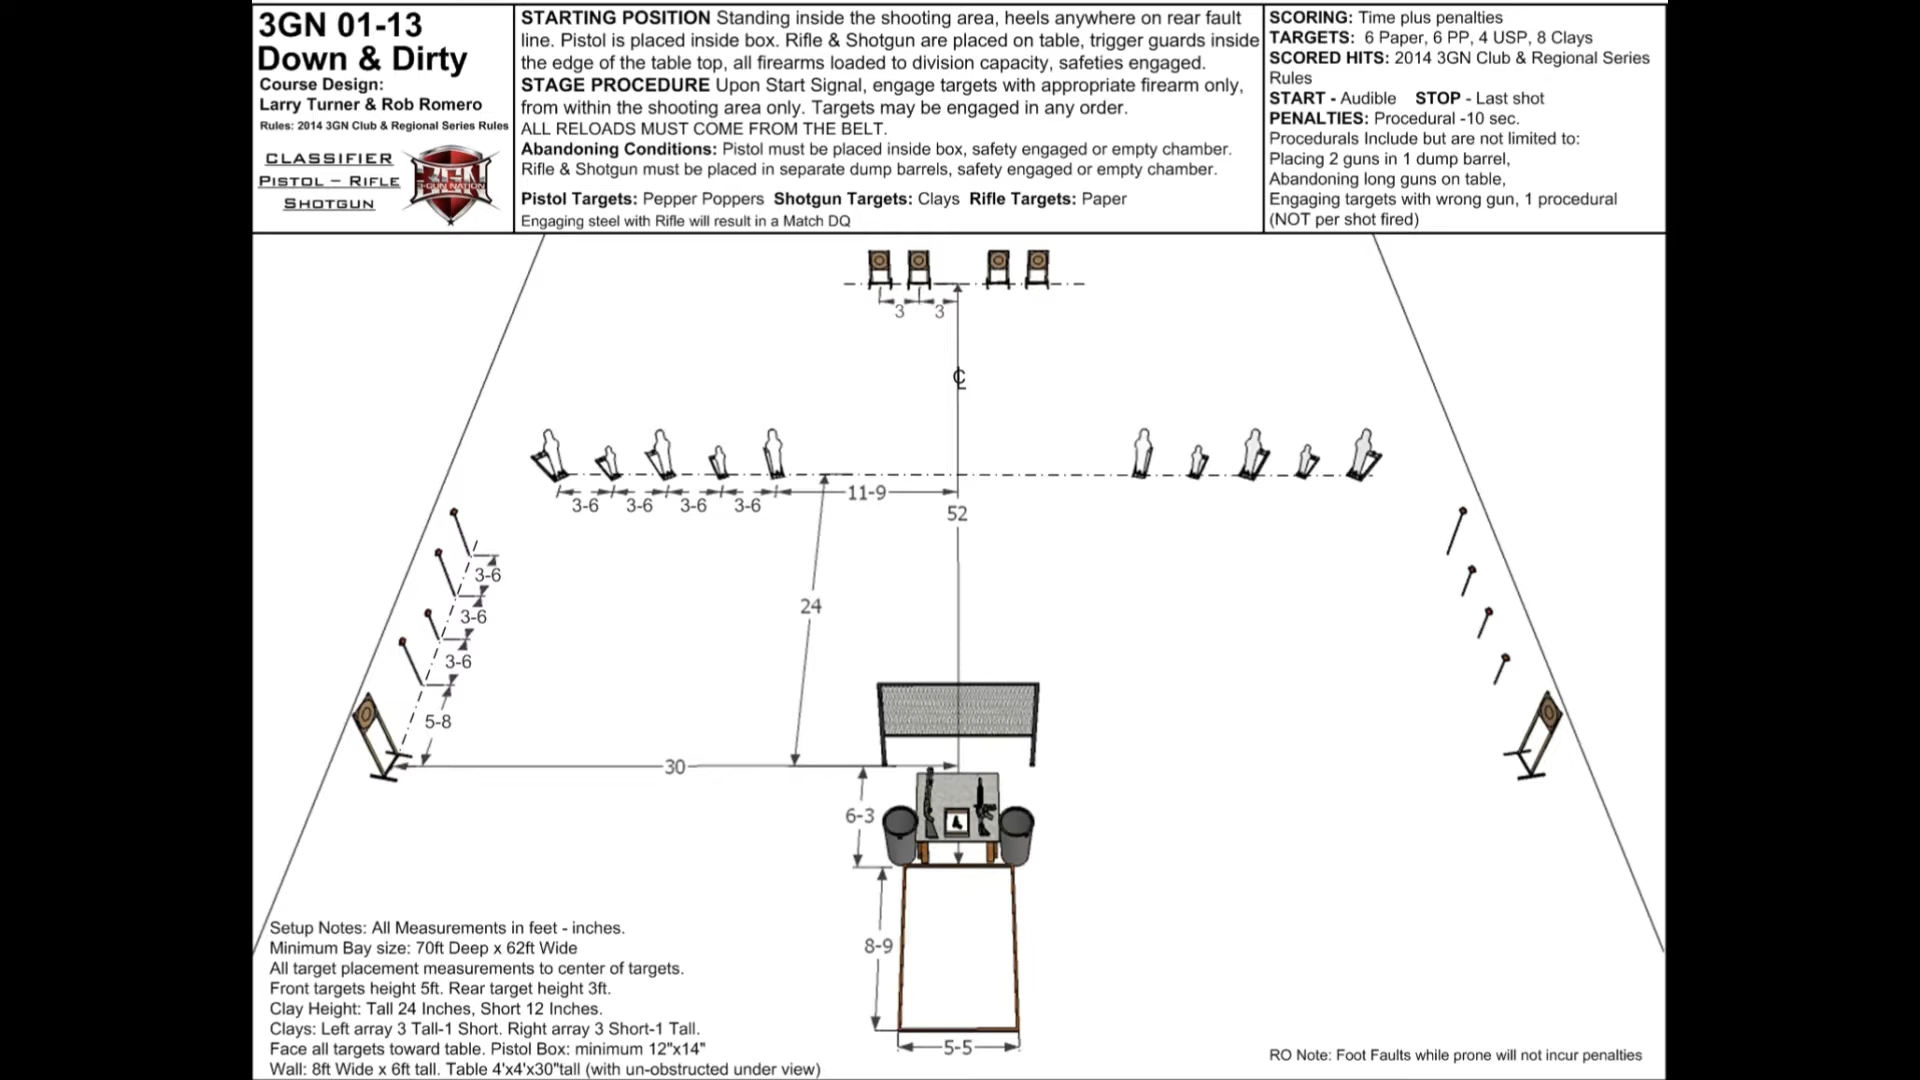 3GN 01-13
Down & Dirty
Course Design:
Larry Turner & Rob Romero
Rules: 2014 3GN Club & Regional Series Rules
CLASSIFIER
PISTOL – RIFLE
SHOTGUN
3GN
3-GUN NATION
STARTING POSITION Standing inside the shooting area, heels anywhere on rear fault
line. Pistol is placed inside box. Rifle & Shotgun are placed on table, trigger guards inside
the edge of the table top, all firearms loaded to division capacity, safeties engaged.
STAGE PROCEDURE Upon Start Signal, engage targets with appropriate firearm only,
from within the shooting area only. Targets may be engaged in any order.
ALL RELOADS MUST COME FROM THE BELT.
Abandoning Conditions: Pistol must be placed inside box, safety engaged or empty chamber.
Rifle & Shotgun must be placed in separate dump barrels, safety engaged or empty chamber.
Pistol Targets: Pepper Poppers Shotgun Targets: Clays Rifle Targets: Paper
Engaging steel with Rifle will result in a Match DQ
SCORING: Time plus penalties
TARGETS: 6 Paper, 6 PP, 4 USP, 8 Clays
SCORED HITS: 2014 3GN Club & Regional Series
Rules
START - Audible STOP - Last shot
PENALTIES: Procedural -10 sec.
Procedurals Include but are not limited to:
Placing 2 guns in 1 dump barrel,
Abandoning long guns on table,
Engaging targets with wrong gun, 1 procedural
(NOT per shot fired)
3 3
℄
3-6 3-6 3-6 3-6 11-9
52
3-6
3-6
3-6
5-8
24
30
6-3
8-9
5-5
Setup Notes: All Measurements in feet - inches.
Minimum Bay size: 70ft Deep x 62ft Wide
All target placement measurements to center of targets.
Front targets height 5ft. Rear target height 3ft.
Clay Height: Tall 24 Inches, Short 12 Inches.
Clays: Left array 3 Tall-1 Short. Right array 3 Short-1 Tall.
Face all targets toward table. Pistol Box: minimum 12"x14"
Wall: 8ft Wide x 6ft tall. Table 4'x4'x30"tall (with un-obstructed under view)
RO Note: Foot Faults while prone will not incur penalties